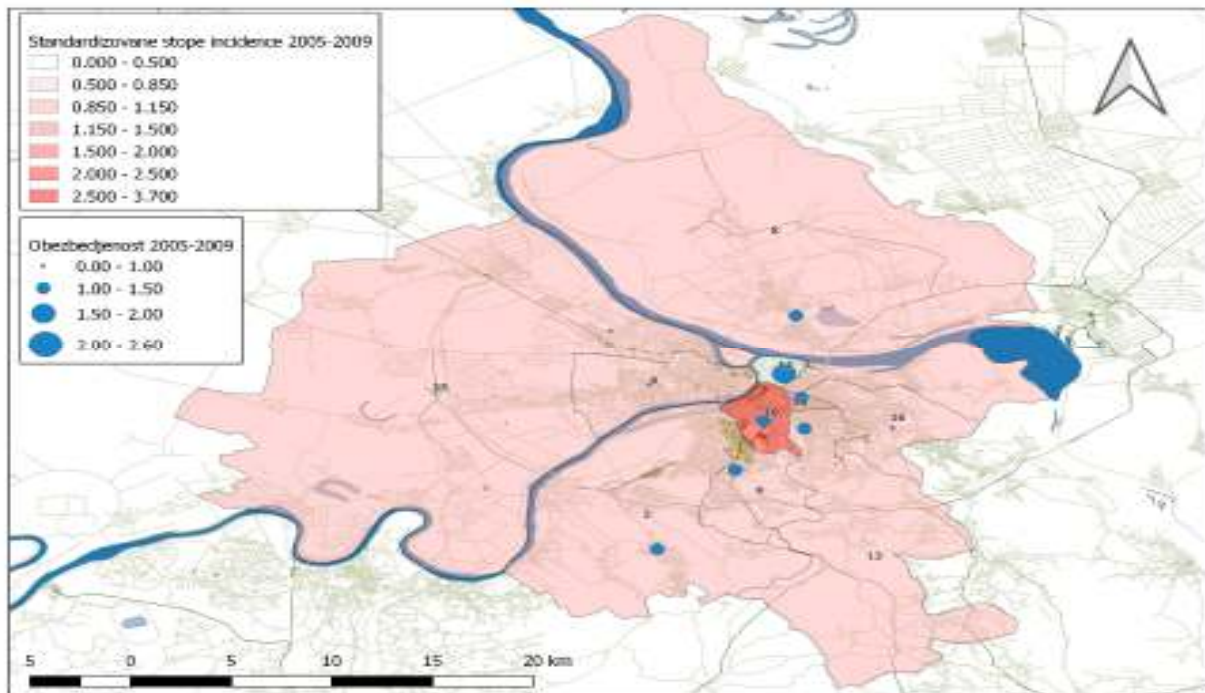 Standardizovane stope incidence 2005-2009
0.000 - 0.500
0.500 - 0.850
0.850 - 1.150
1.150 - 1.500
1.500 - 2.000
2.000 - 2.500
2.500 - 3.700
Obezbedjenost 2005-2009
0.00 - 1.00
1.00 - 1.50
1.50 - 2.00
2.00 - 2.60
5 0 5 10 15 20 km